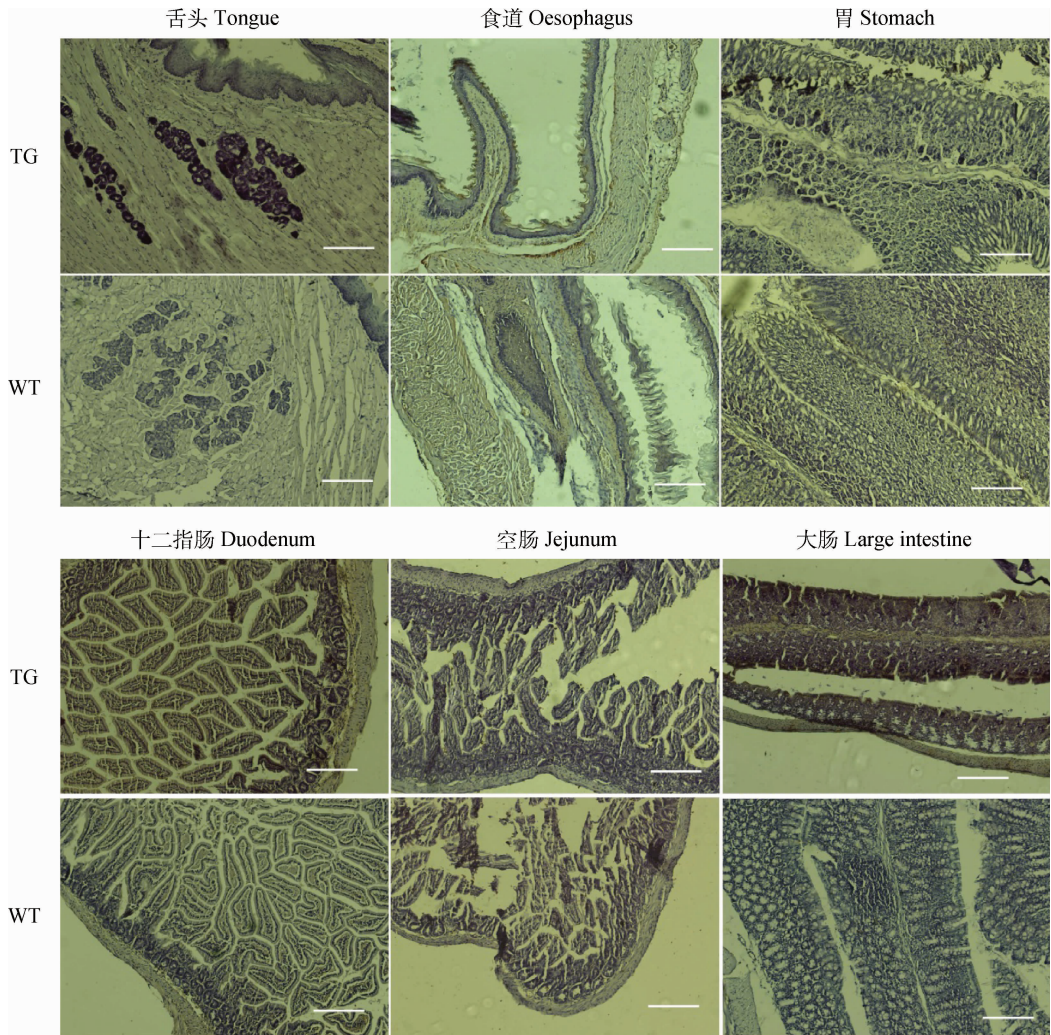 舌头 Tongue
食道 Oesophagus
胃 Stomach
TG
WT
十二指肠 Duodenum
空肠 Jejunum
大肠 Large intestine
TG
WT